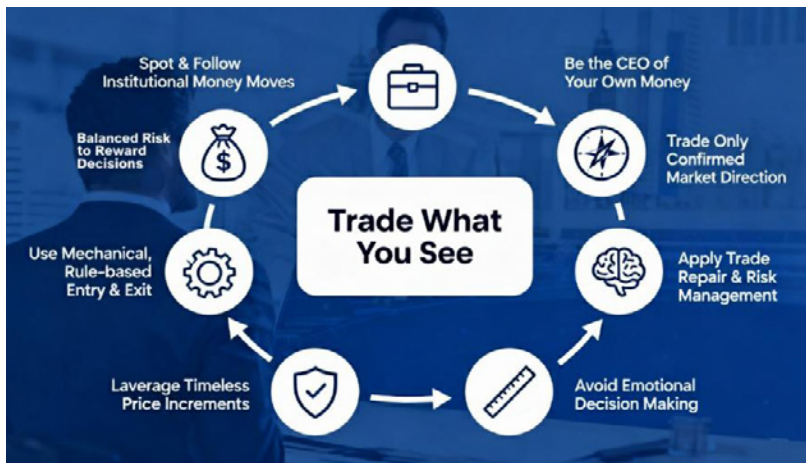 Spot & Follow
Institutional Money Moves
Be the CEO of
Your Own Money
Balanced Risk
to Reward
Decisions
$
Trade Only
Confirmed
Market Direction
Trade What
You See
Use Mechanical,
Rule-based
Entry & Exit
Apply Trade
Repair & Risk
Management
Laverage Timeless
Price Increments
Avoid Emotional
Decision Making